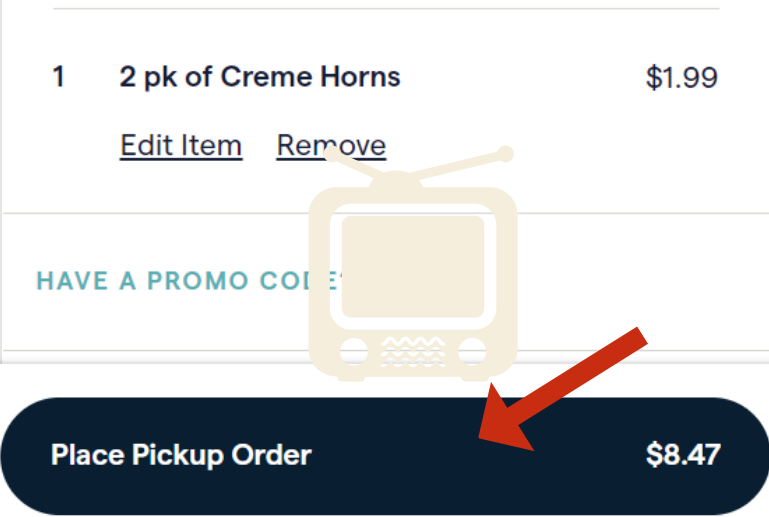 1 2 pk of Creme Horns $1.99
Edit Item Remove
HAVE A PROMO CODE?
Place Pickup Order $8.47